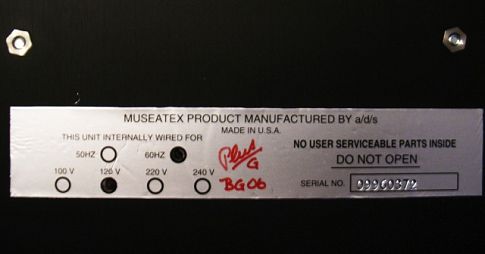 MUSEATEX PRODUCT MANUFACTURED BY a/d/s
MADE IN U.S.A.
THIS UNIT INTERNALLY WIRED FOR
50HZ 60HZ
100 V 120 V 220 V 240 V
Plus
G
BG06
NO USER SERVICEABLE PARTS INSIDE
DO NOT OPEN
SERIAL NO. 09960372